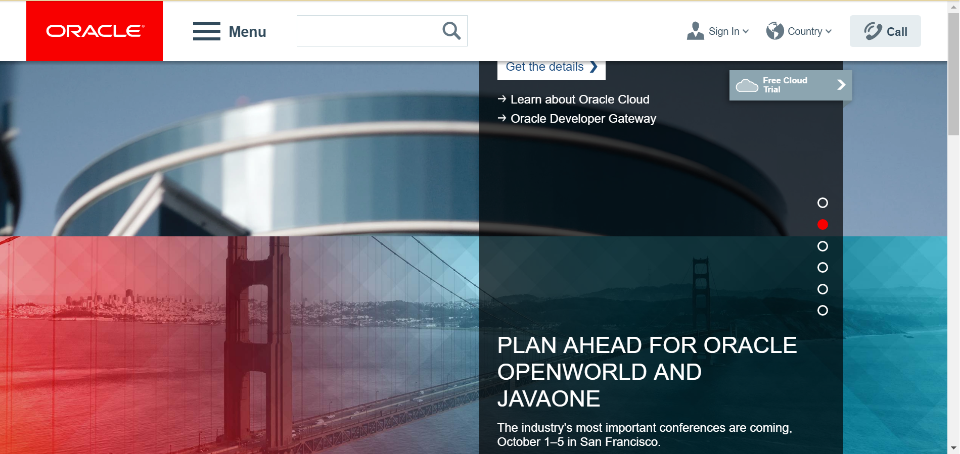 ORACLE
Menu
Sign In
Country
Call
Get the details
Free Cloud
Trial
Learn about Oracle Cloud
Oracle Developer Gateway
PLAN AHEAD FOR ORACLE
OPENWORLD AND
JAVAONE
The industry's most important conferences are coming,
October 1–5 in San Francisco.